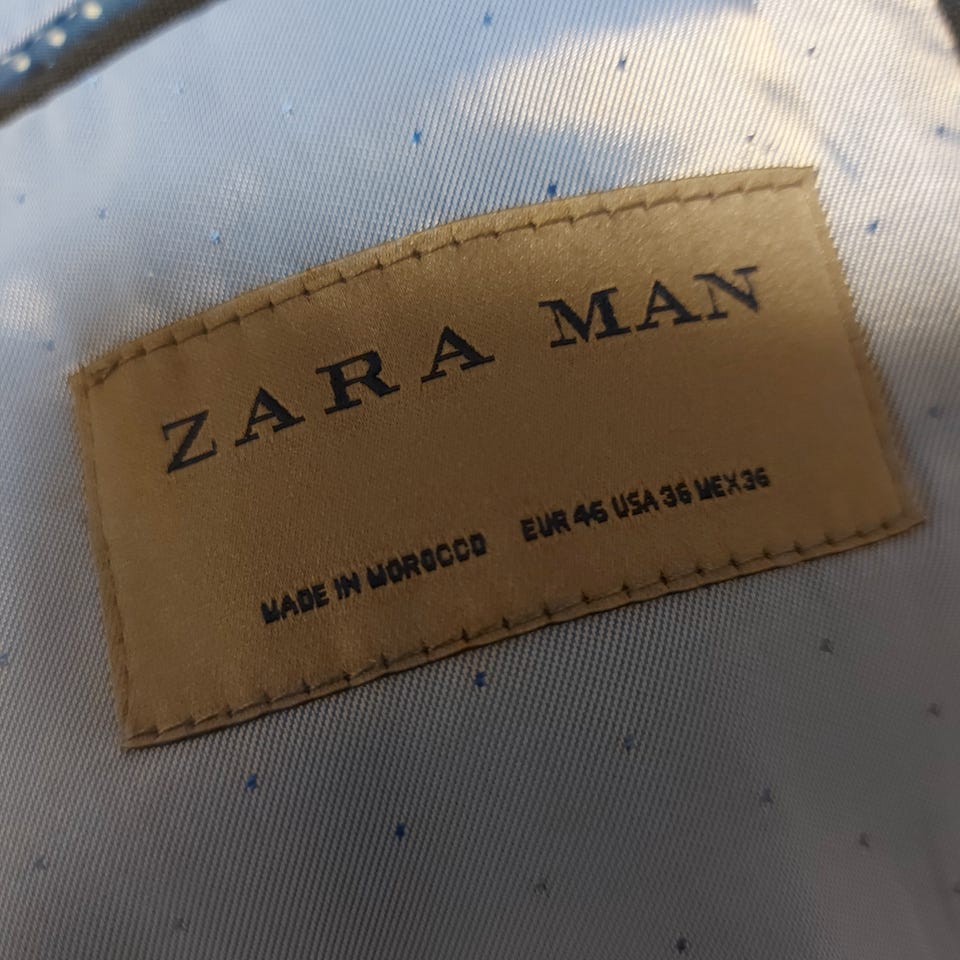 ZARA MAN
MADE IN MOROCCO EUR 46 USA 36 MEX 36